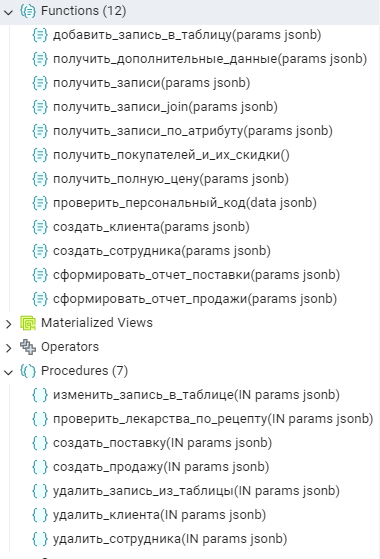 Functions (12)
добавить_запись_в_таблицу(params jsonb)
получить_дополнительные_данные(params jsonb)
получить_записи(params jsonb)
получить_записи_join(params jsonb)
получить_записи_по_атрибуту(params jsonb)
получить_покупателей_и_их_скидки()
получить_полную_цену(params jsonb)
проверить_персональный_код(data jsonb)
создать_клиента(params jsonb)
создать_сотрудника(params jsonb)
сформировать_отчет_поставки(params jsonb)
сформировать_отчет_продажи(params jsonb)
Materialized Views
Operators
Procedures (7)
изменить_запись_в_таблице(IN params jsonb)
проверить_лекарства_по_рецепту(IN params jsonb)
создать_поставку(IN params jsonb)
создать_продажу(IN params jsonb)
удалить_запись_из_таблицы(IN params jsonb)
удалить_клиента(IN params jsonb)
удалить_сотрудника(IN params jsonb)